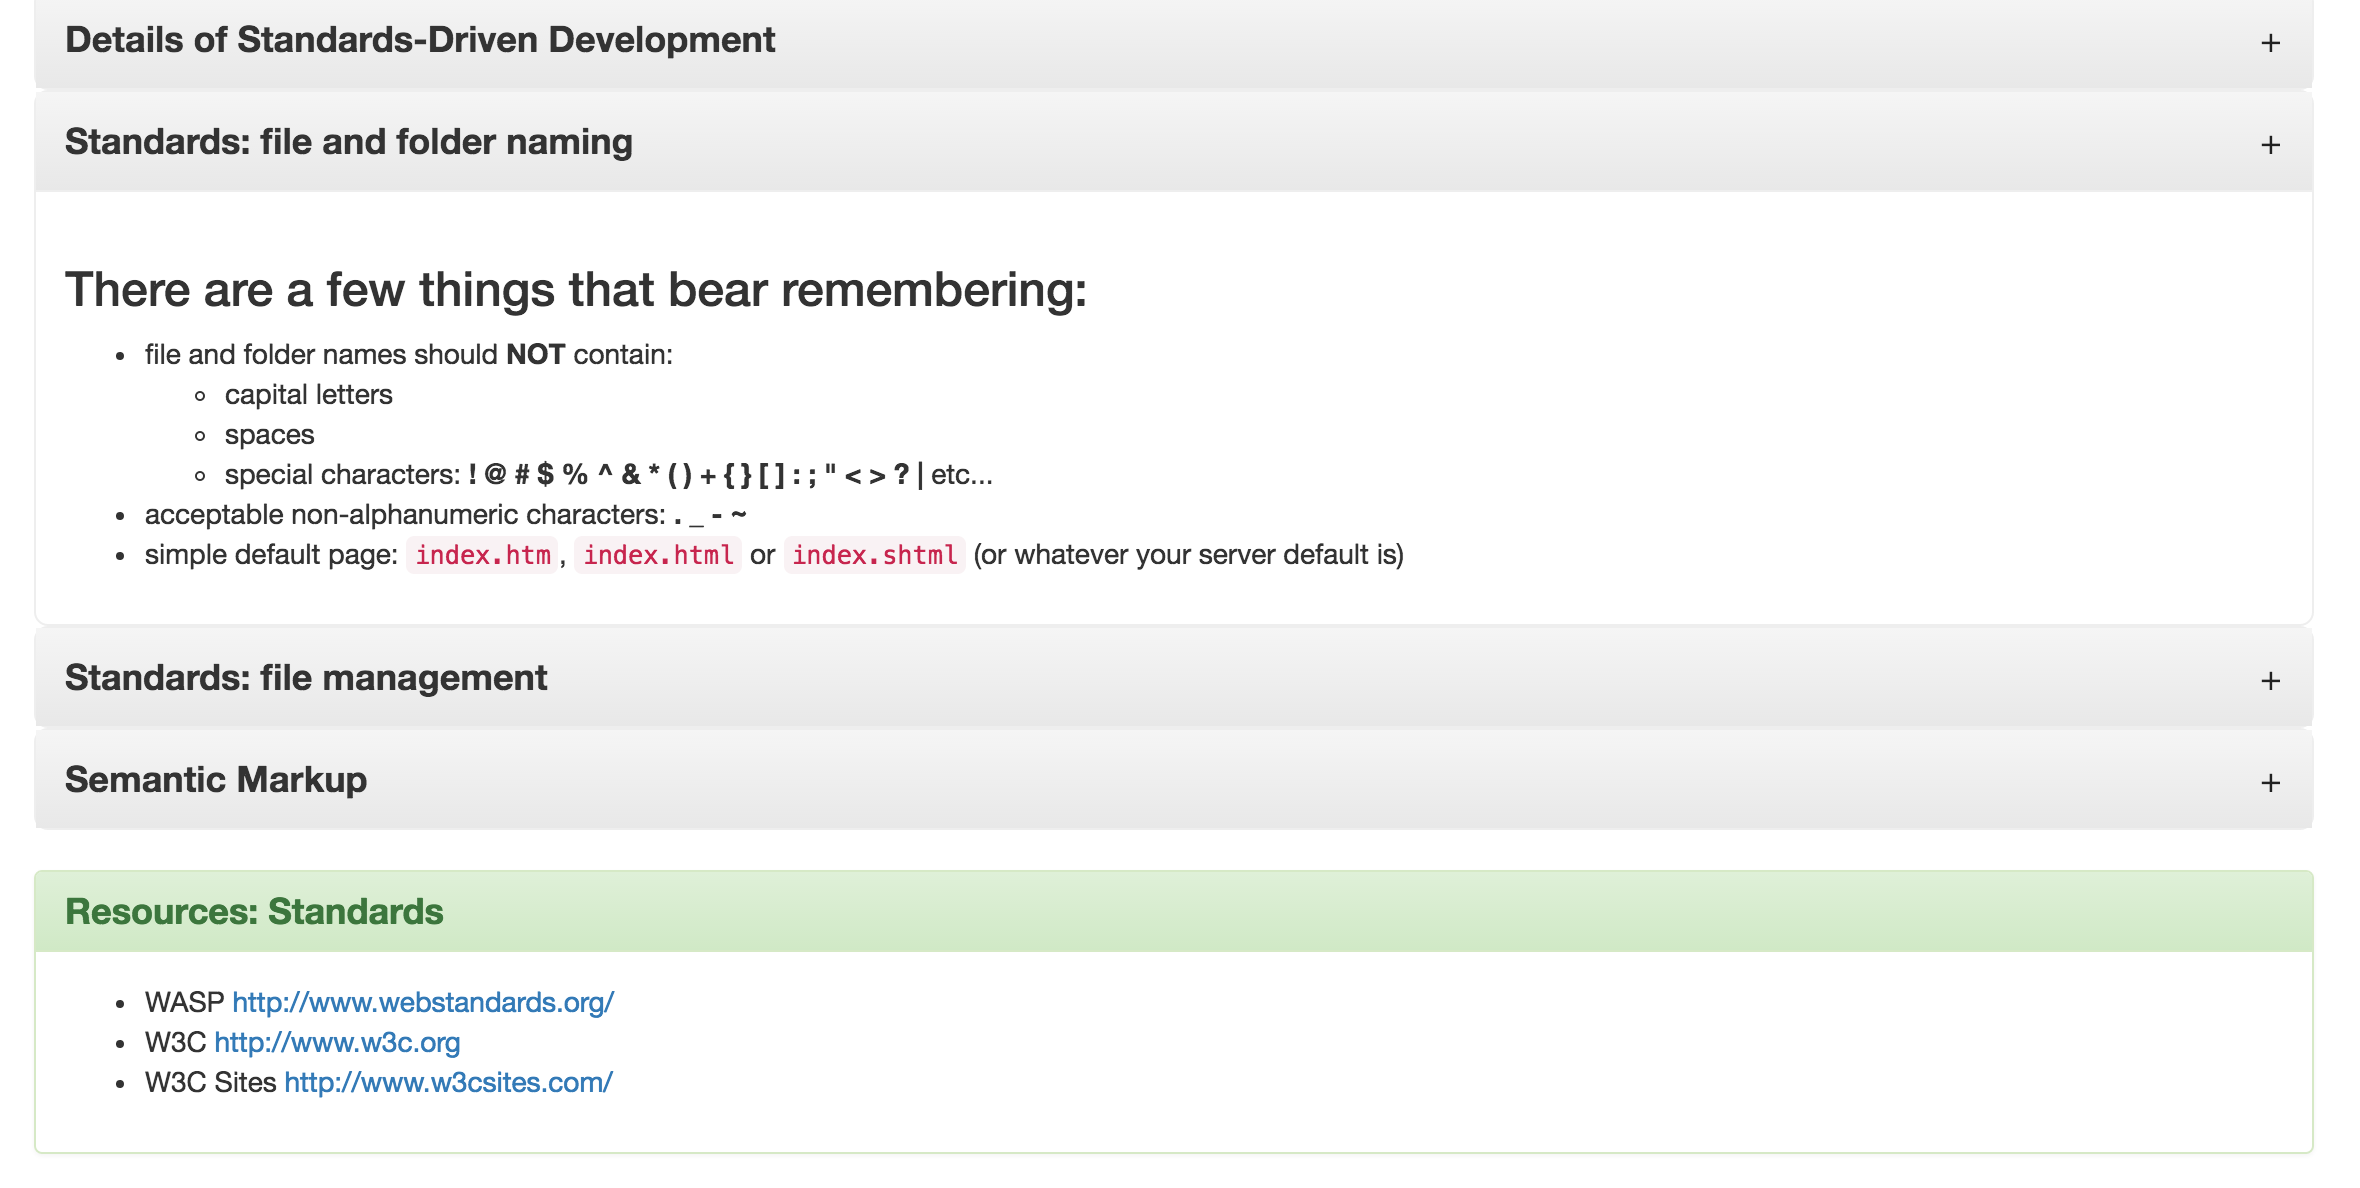 Details of Standards-Driven Development +
Standards: file and folder naming +
There are a few things that bear remembering:
• file and folder names should NOT contain:
◦ capital letters
◦ spaces
◦ special characters: ! @ # $ % ^ & * ( ) + { } [ ] : ; " < > ? | etc...
• acceptable non-alphanumeric characters: . _ - ~
• simple default page: index.htm, index.html or index.shtml (or whatever your server default is)
Standards: file management +
Semantic Markup +
Resources: Standards
• WASP http://www.webstandards.org/
• W3C http://www.w3c.org
• W3C Sites http://www.w3csites.com/